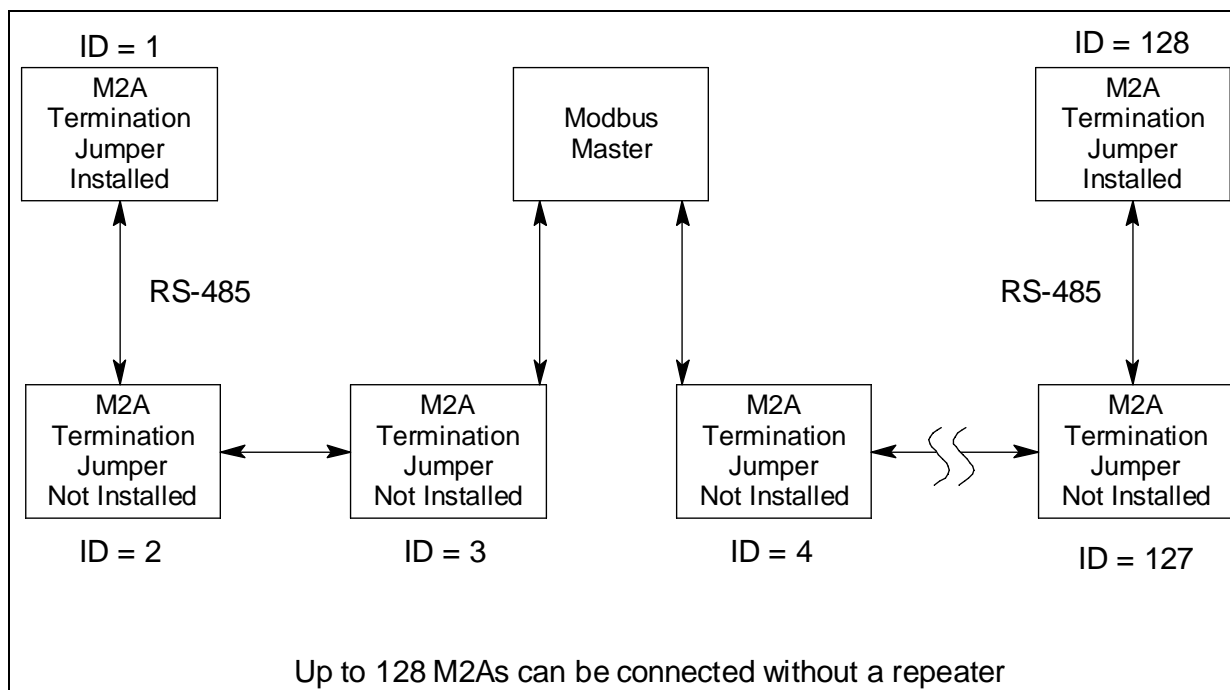 ID = 1
M2A
Termination
Jumper
Installed
Modbus
Master
ID = 128
M2A
Termination
Jumper
Installed
RS-485
RS-485
M2A
Termination
Jumper
Not Installed
ID = 2
M2A
Termination
Jumper
Not Installed
ID = 3
M2A
Termination
Jumper
Not Installed
ID = 4
M2A
Termination
Jumper
Not Installed
ID = 127
Up to 128 M2As can be connected without a repeater